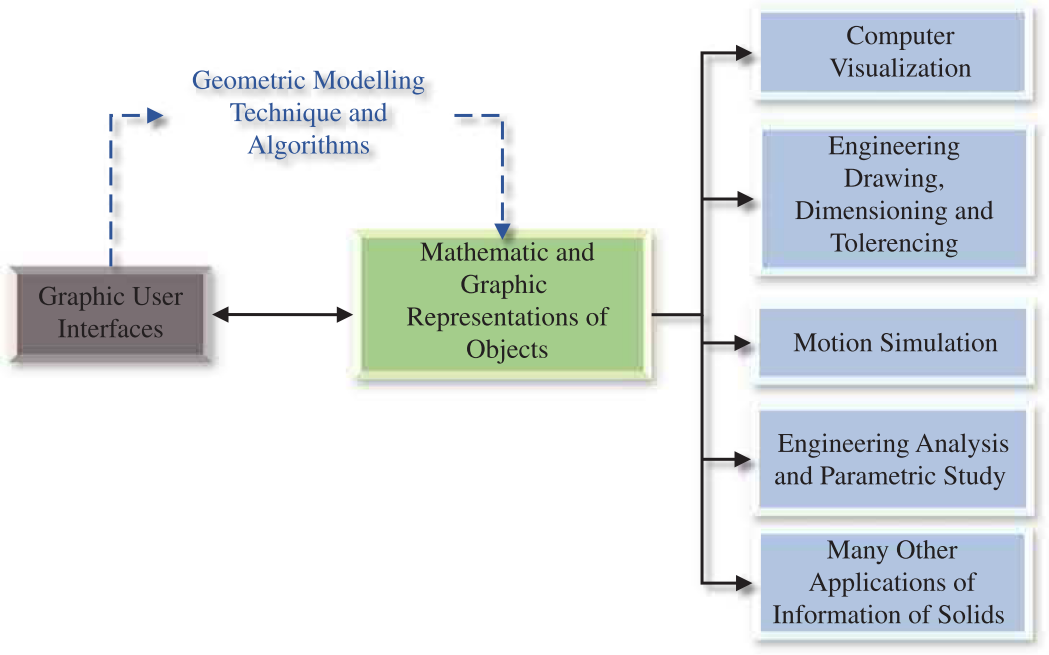 Geometric Modelling
Technique and
Algorithms
Graphic User
Interfaces
Mathematic and
Graphic
Representations of
Objects
Computer
Visualization
Engineering
Drawing,
Dimensioning and
Tolerencing
Motion Simulation
Engineering Analysis
and Parametric Study
Many Other
Applications of
Information of Solids